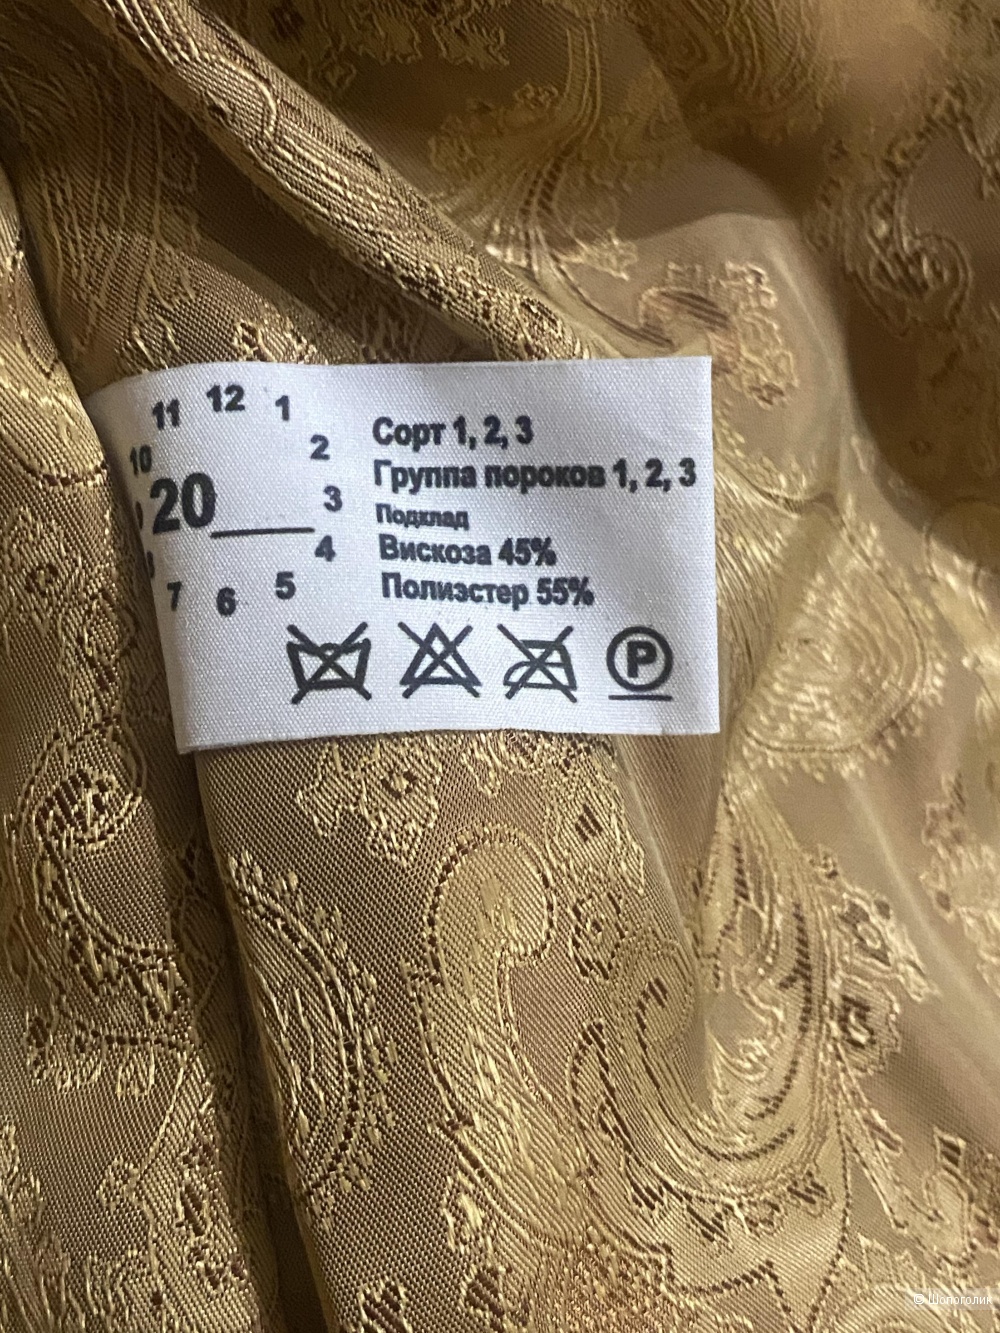 11 12 1
10 2
20___ 3
4
7 6 5
Сорт 1, 2, 3
Группа пороков 1, 2, 3
Подклад
Вискоза 45%
Полиэстер 55%
P
© Шопоголик